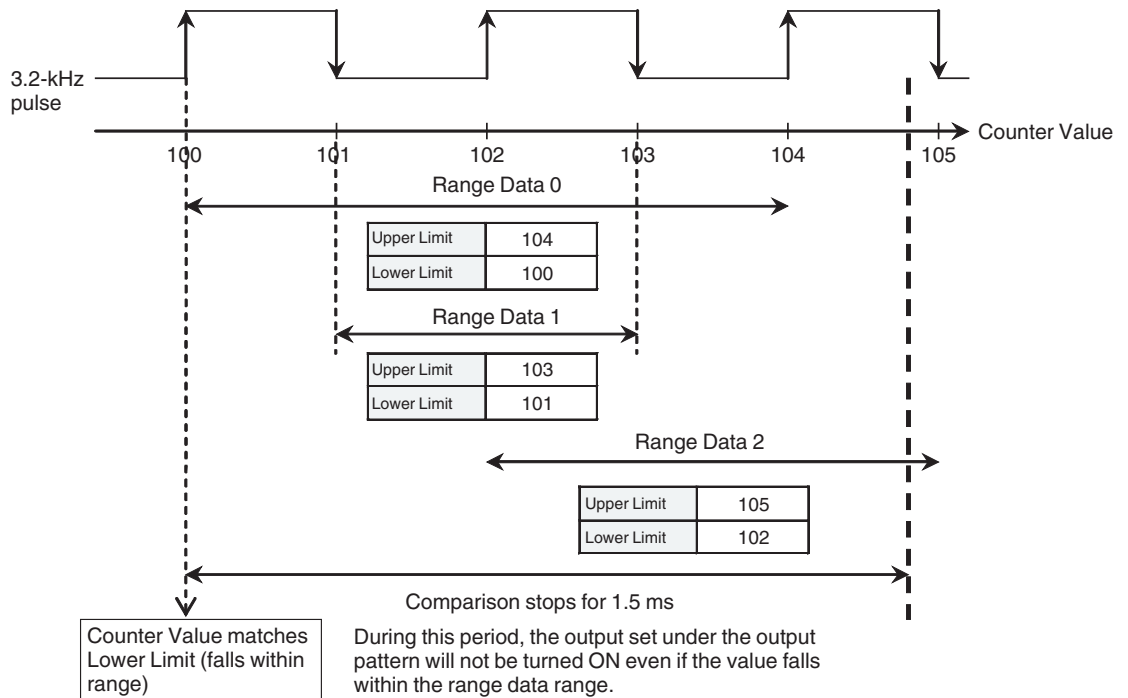 3.2-kHz
pulse
Counter Value
100 101 102 103 104 105
Range Data 0
Upper Limit 104
Lower Limit 100
Range Data 1
Upper Limit 103
Lower Limit 101
Range Data 2
Upper Limit 105
Lower Limit 102
Comparison stops for 1.5 ms
Counter Value matches
Lower Limit (falls within
range)
During this period, the output set under the output
pattern will not be turned ON even if the value falls
within the range data range.